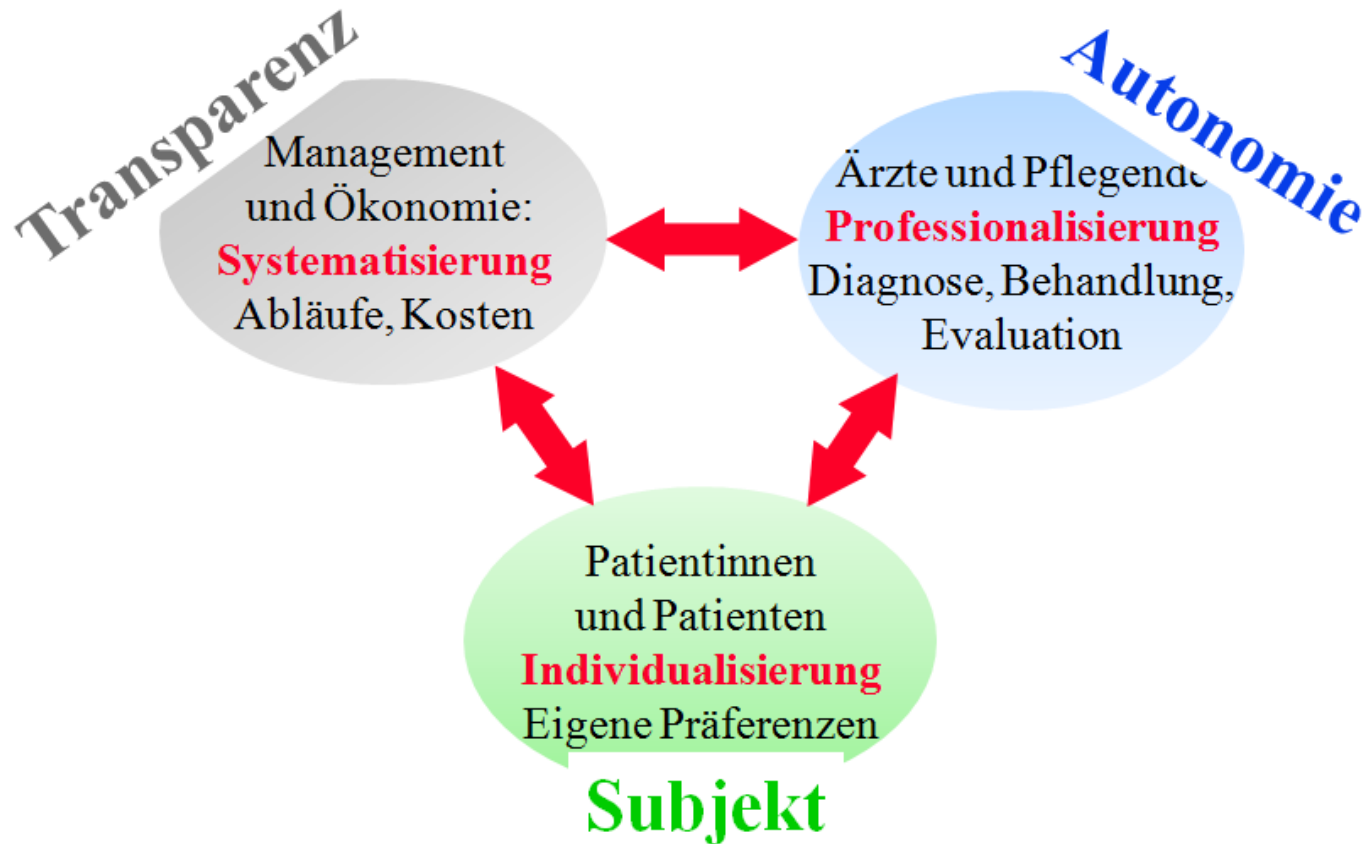 Transparenz
Management
und Ökonomie:
Systematisierung
Abläufe, Kosten
Autonomie
Ärzte und Pflegende
Professionalisierung
Diagnose, Behandlung,
Evaluation
Patientinnen
und Patienten
Individualisierung
Eigene Präferenzen
Subjekt